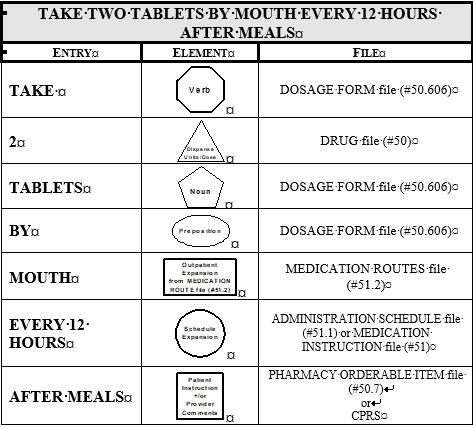 TAKE·TWO·TABLETS·BY·MOUTH·EVERY·12·HOURS·
AFTER·MEALS¤
ENTRY¤ ELEMENT¤ FILE¤
TAKE·¤ Verb ¤ DOSAGE·FORM·file·(#50.606)¤
2¤ Dispense
Units/Dose ¤ DRUG·file·(#50)¤
TABLETS¤ Noun ¤ DOSAGE·FORM·file·(#50.606)¤
BY¤ Preposition ¤ DOSAGE·FORM·file·(#50.606)¤
MOUTH¤ Outpatient
Expansion
from MEDICATION
ROUTE file (#51.2) ¤ MEDICATION·ROUTES·file·
(#51.2)¤
EVERY·12·
HOURS¤ Schedule
Expansion ¤ ADMINISTRATION·SCHEDULE·file·
(#51.1)·or·MEDICATION·
INSTRUCTION·file·(#51)¤
AFTER·MEALS¤ Patient
Instruction
+/or
Provider
Comments ¤ PHARMACY·ORDERABLE·ITEM·file·
(#50.7)↵
or↵
CPRS¤